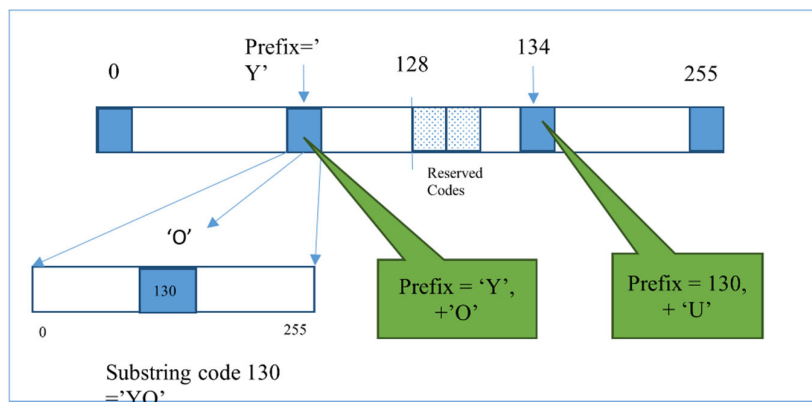 Prefix='
Y'
0
128
134
255
Reserved
Codes
‘O’
130
0
255
Prefix = ‘Y’,
+’O’
Prefix = 130,
+ ‘U’
Substring code 130
=’YO’